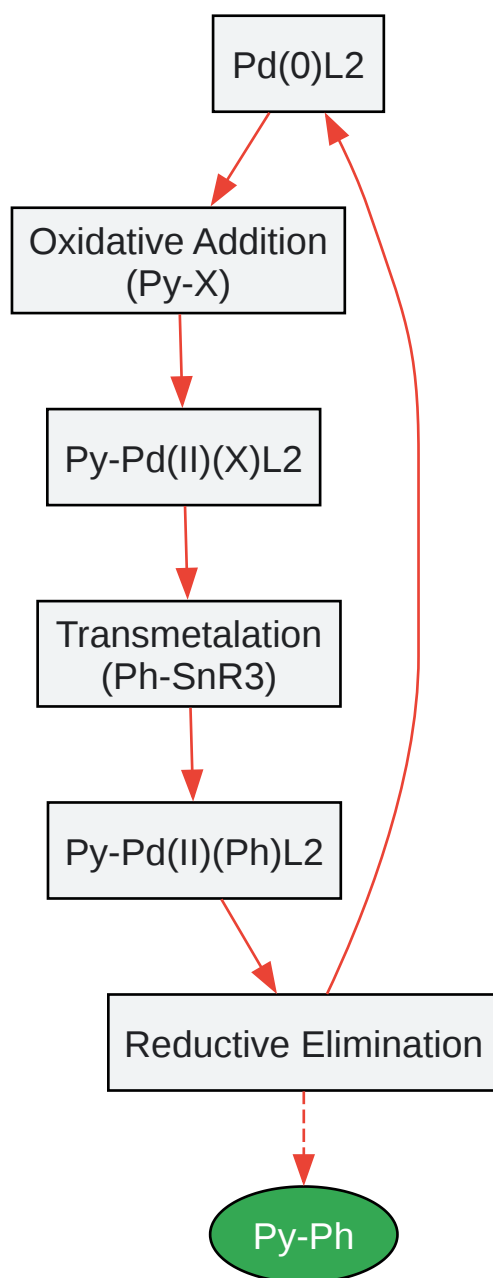 Pd(0)L2
Oxidative Addition
(Py-X)
Py-Pd(II)(X)L2
Transmetalation
(Ph-SnR3)
Py-Pd(II)(Ph)L2
Reductive Elimination
Py-Ph